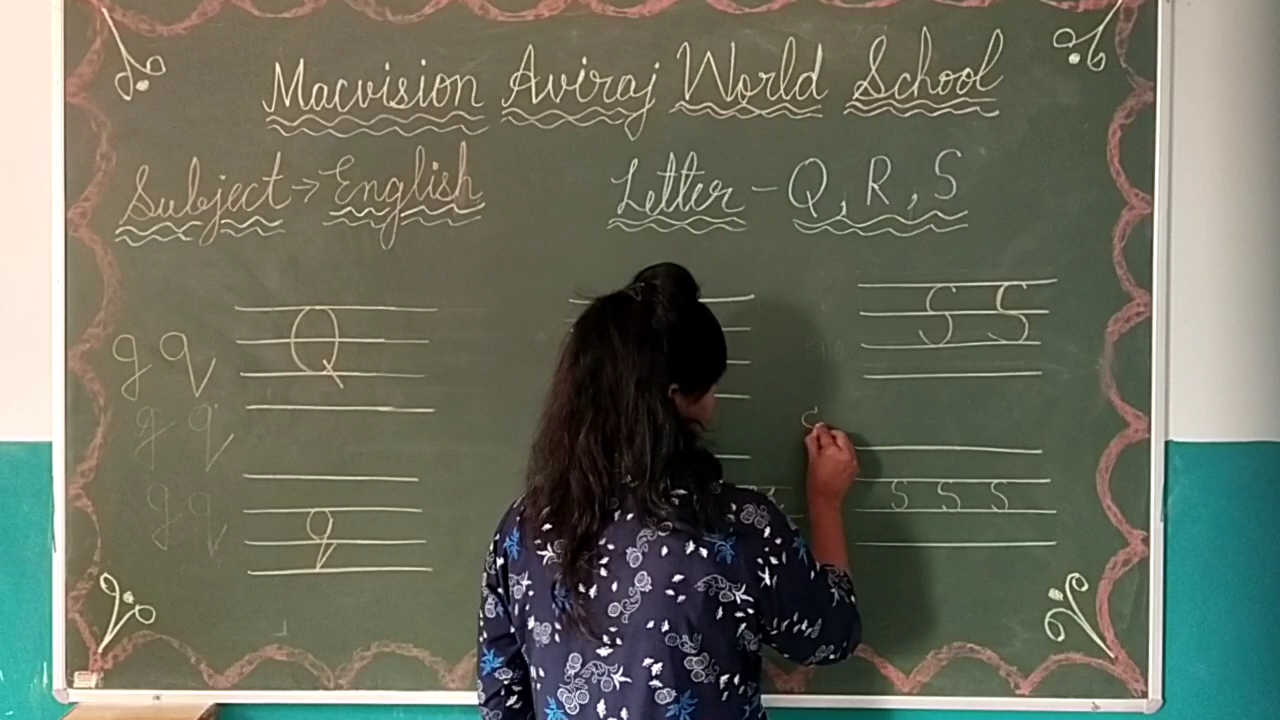 Macvision Aviraj World School
Subject → English
Letter - Q, R, S
Q
S S
g q
g q
g q
q
s s s